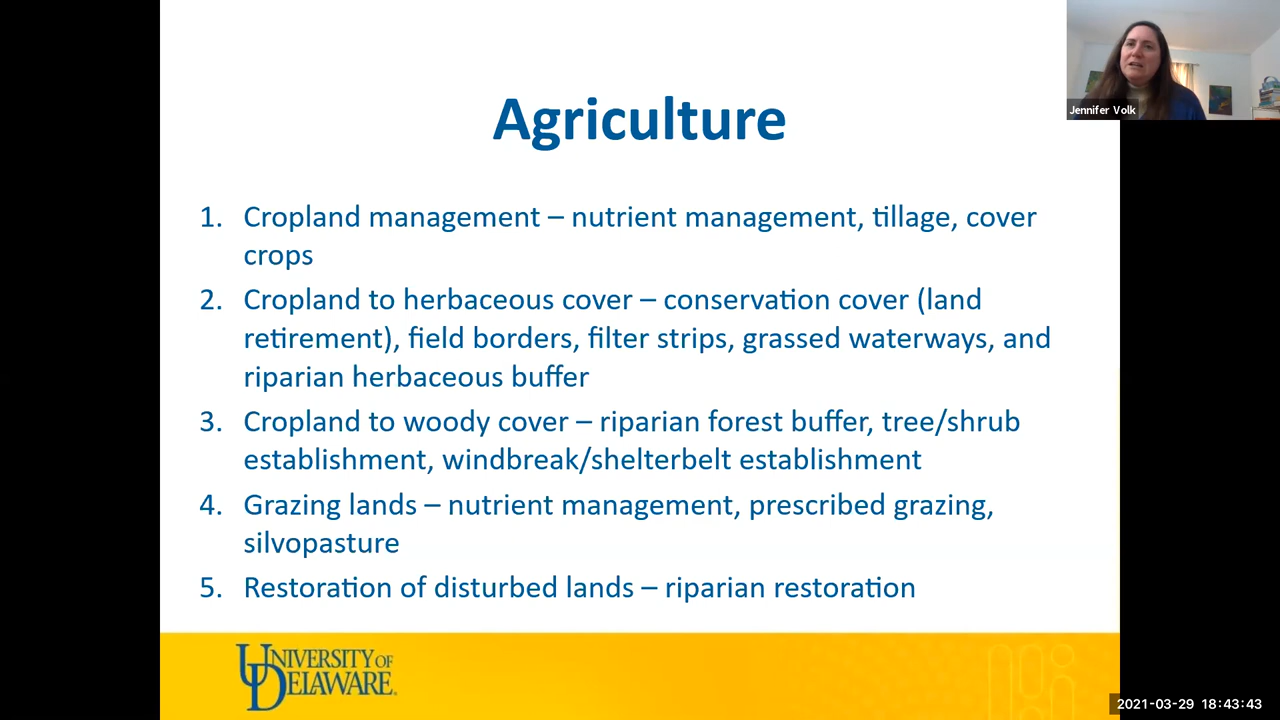 Jennifer Volk
Agriculture
1. Cropland management – nutrient management, tillage, cover
crops
2. Cropland to herbaceous cover – conservation cover (land
retirement), field borders, filter strips, grassed waterways, and
riparian herbaceous buffer
3. Cropland to woody cover – riparian forest buffer, tree/shrub
establishment, windbreak/shelterbelt establishment
4. Grazing lands – nutrient management, prescribed grazing,
silvopasture
5. Restoration of disturbed lands – riparian restoration
UNIVERSITY OF
DELAWARE.
2021-03-29 18:43:43